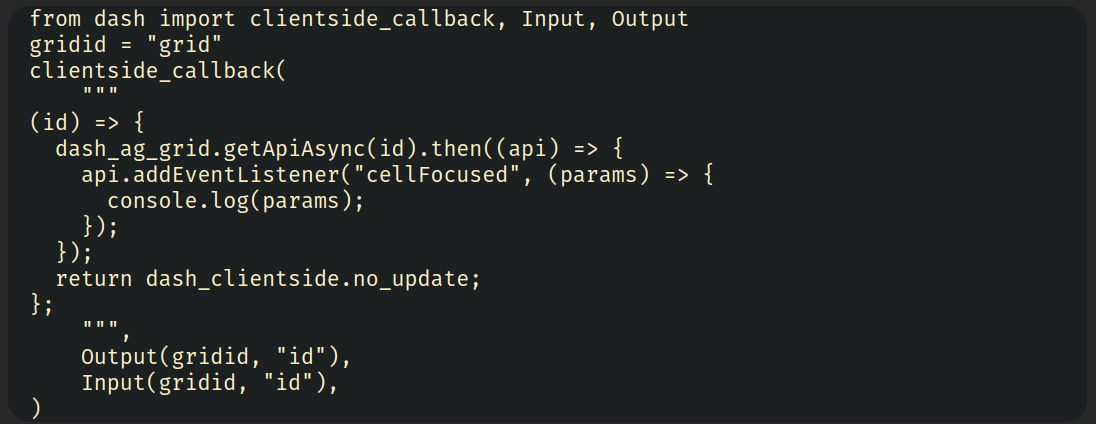 from dash import clientside_callback, Input, Output
gridid = "grid"
clientside_callback(
    """
(id) => {
  dash_ag_grid.getApiAsync(id).then((api) => {
    api.addEventListener("cellFocused", (params) => {
      console.log(params);
    });
  });
  return dash_clientside.no_update;
};
    """,
    Output(gridid, "id"),
    Input(gridid, "id"),
)